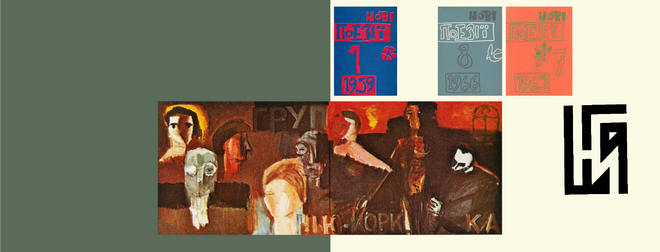 НОВІ
ПОЕЗІЇ
1
1959
НОВІ
ПОЕЗІЇ
8
1966
НОВІ
ПОЕЗІЇ
7
ГРУП
НЬЮ-ЙОРК
КА